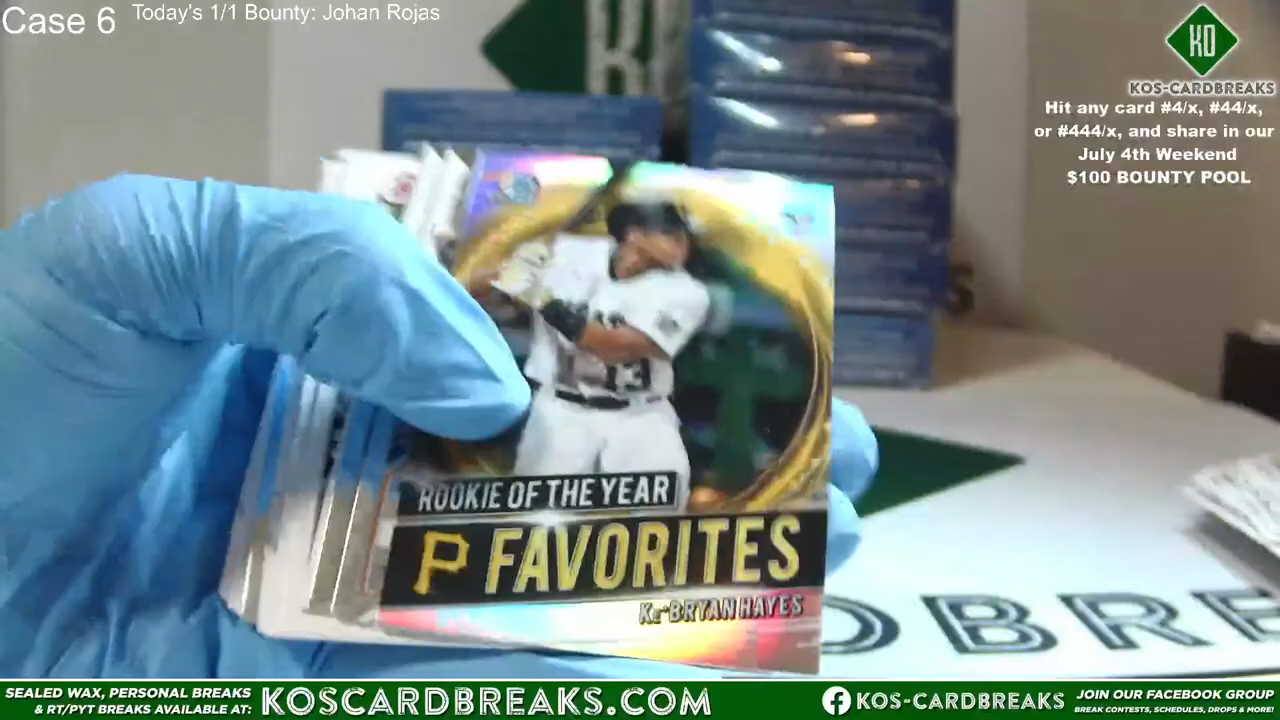 Case 6
Today's 1/1 Bounty: Johan Rojas
KO
KOS-CARDBREAKS
Hit any card #4/x, #44/x,
or #444/x, and share in our
July 4th Weekend
$100 BOUNTY POOL
13
ROOKIE OF THE YEAR
P FAVORITES
KE'BRYAN HAYES
DBRE
SEALED WAX, PERSONAL BREAKS
& RT/PYT BREAKS AVAILABLE AT:
KOSCARDBREAKS.COM
KOS-CARDBREAKS
JOIN OUR FACEBOOK GROUP
BREAK CONTESTS, SCHEDULES, DROPS & MORE!